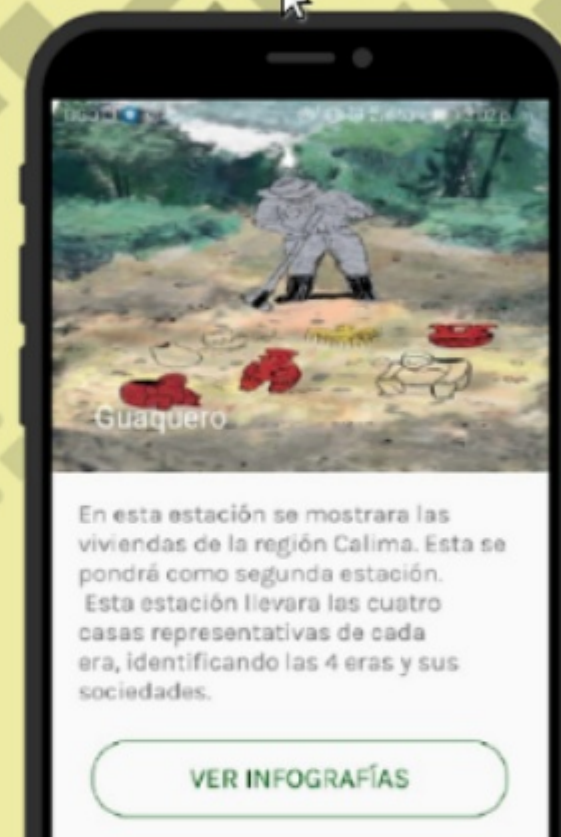 Guaquero
En esta estación se mostrara las
viviendas de la región Calima. Esta se
pondrá como segunda estación.
Esta estación llevara las cuatro
casas representativas de cada
era, identificando las 4 eras y sus
sociedades.
VER INFOGRAFÍAS